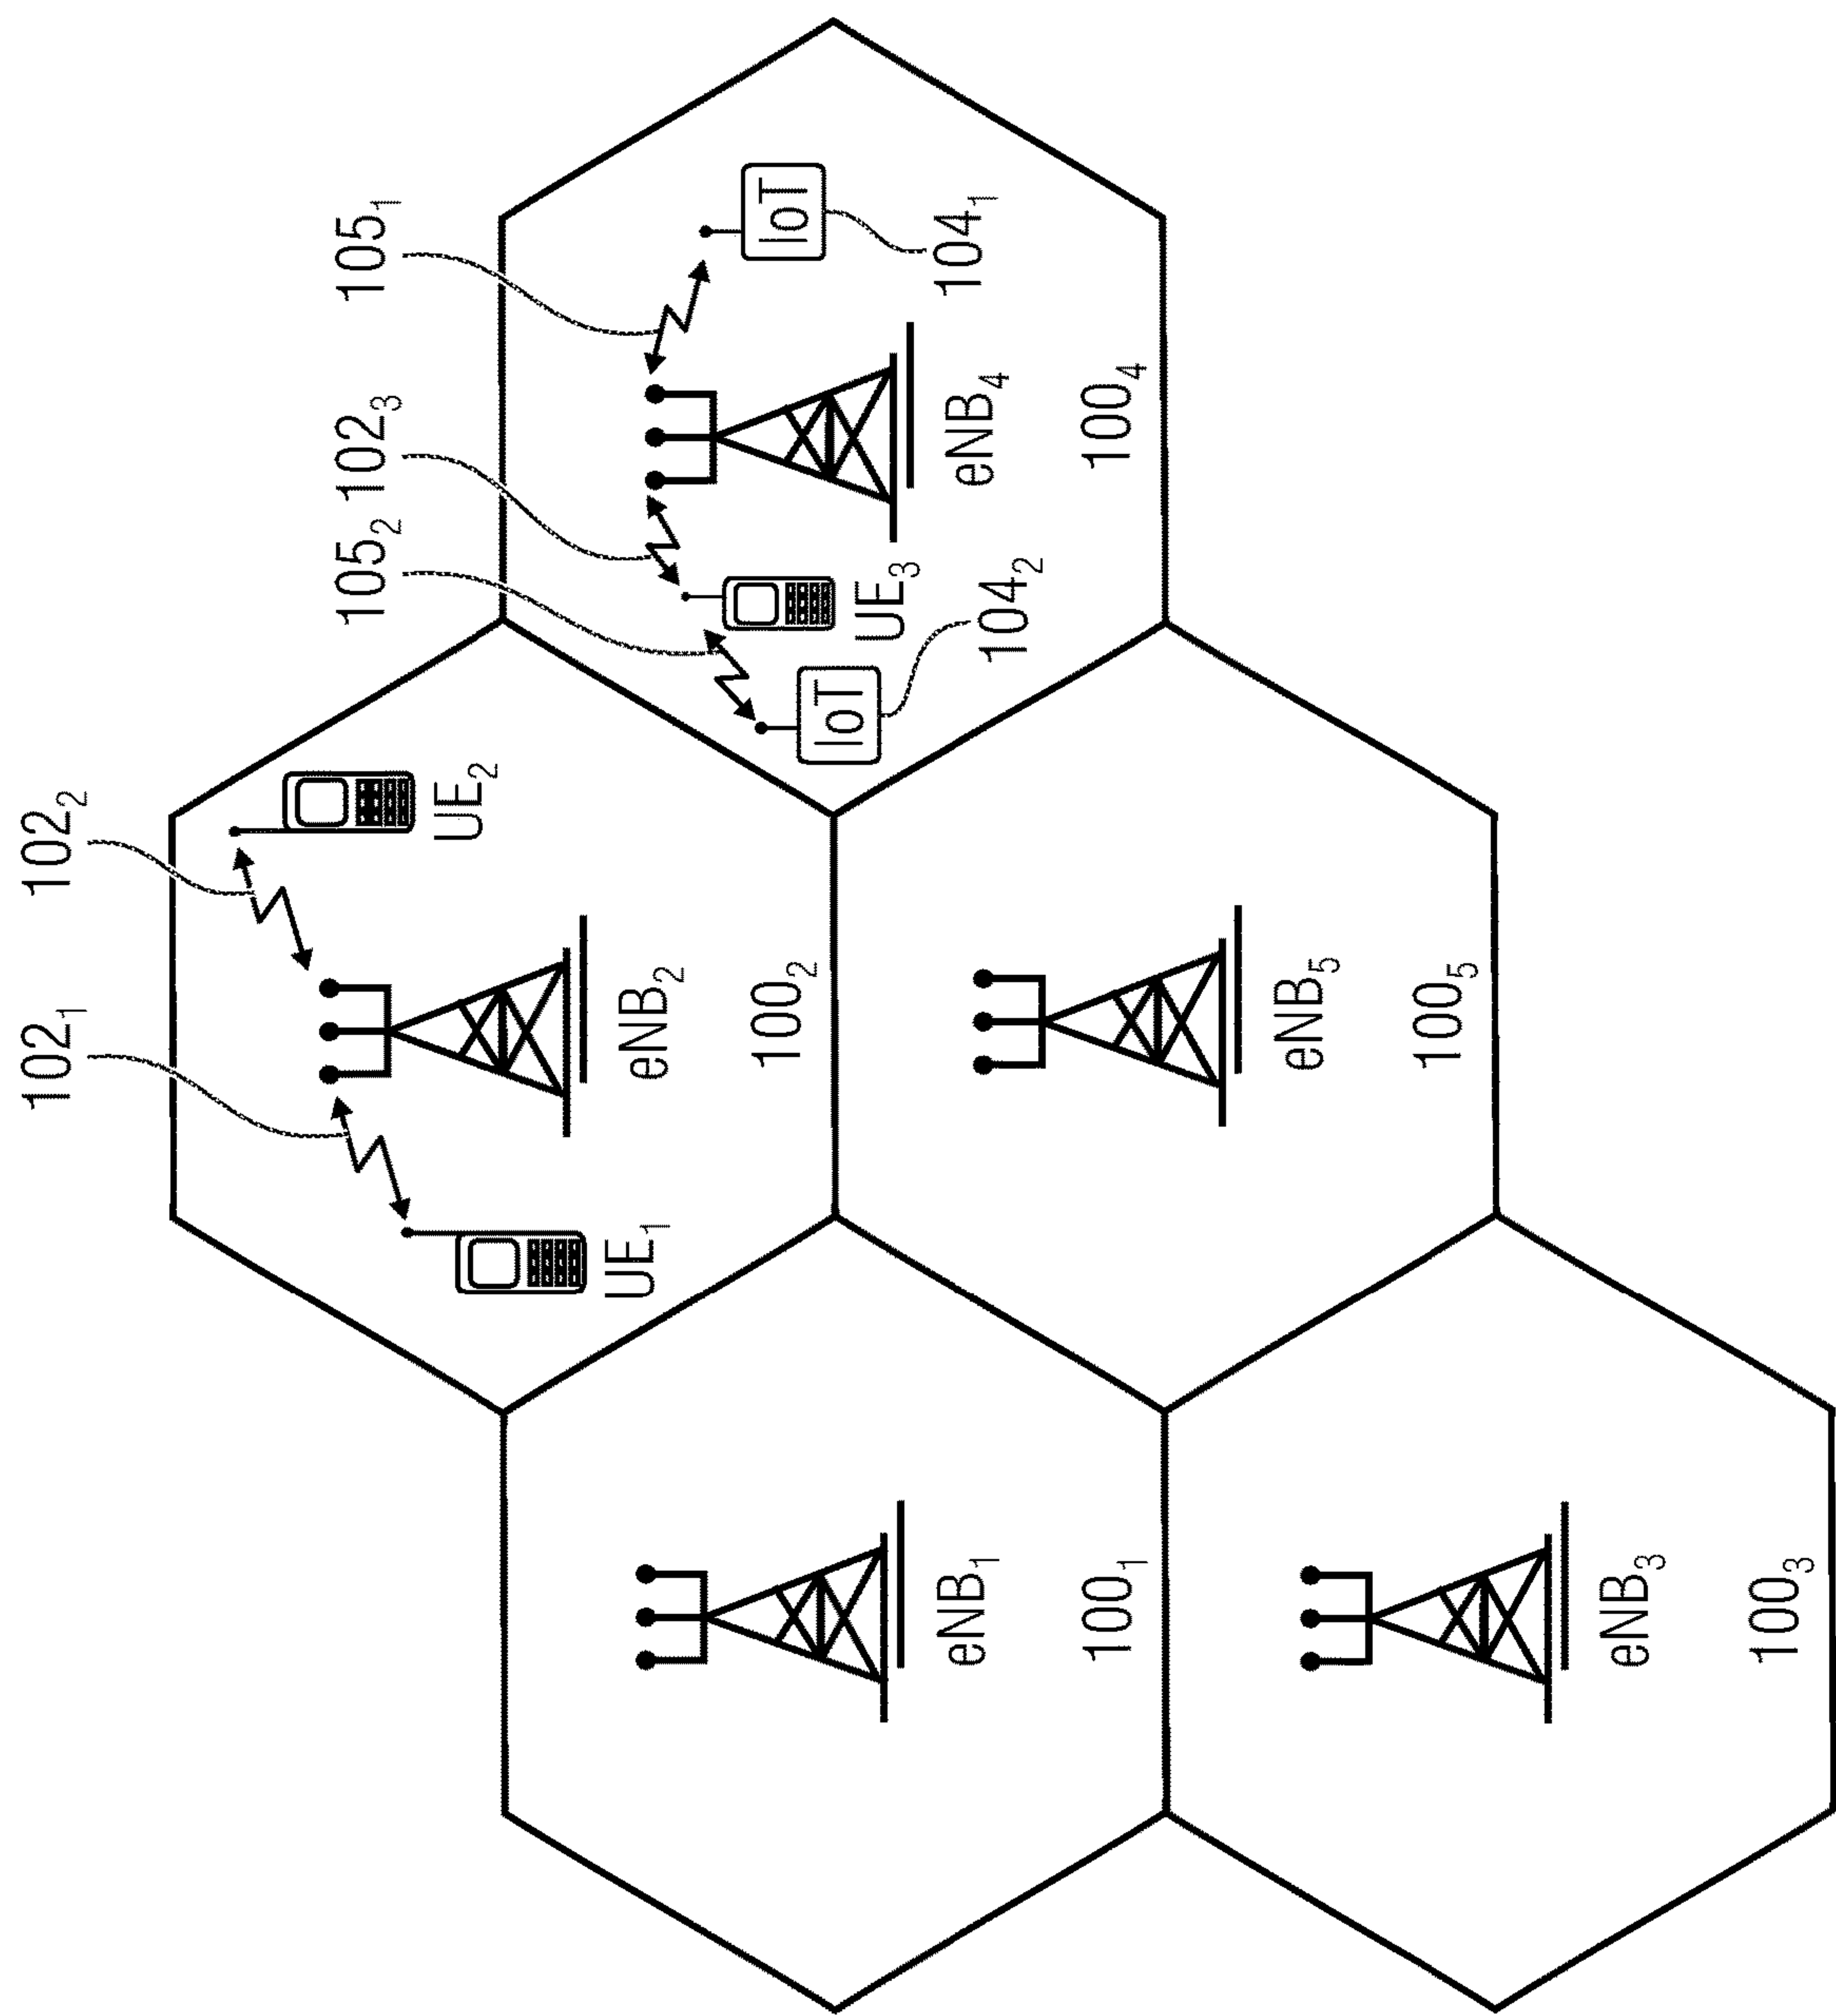 102₁
102₂
105₂
102₃
105₁
UE₁
UE₂
eNB₂
100₂
IoT
104₂
UE₃
IoT
104₁
eNB₄
100₄
eNB₁
100₁
eNB₅
100₅
eNB₃
100₃